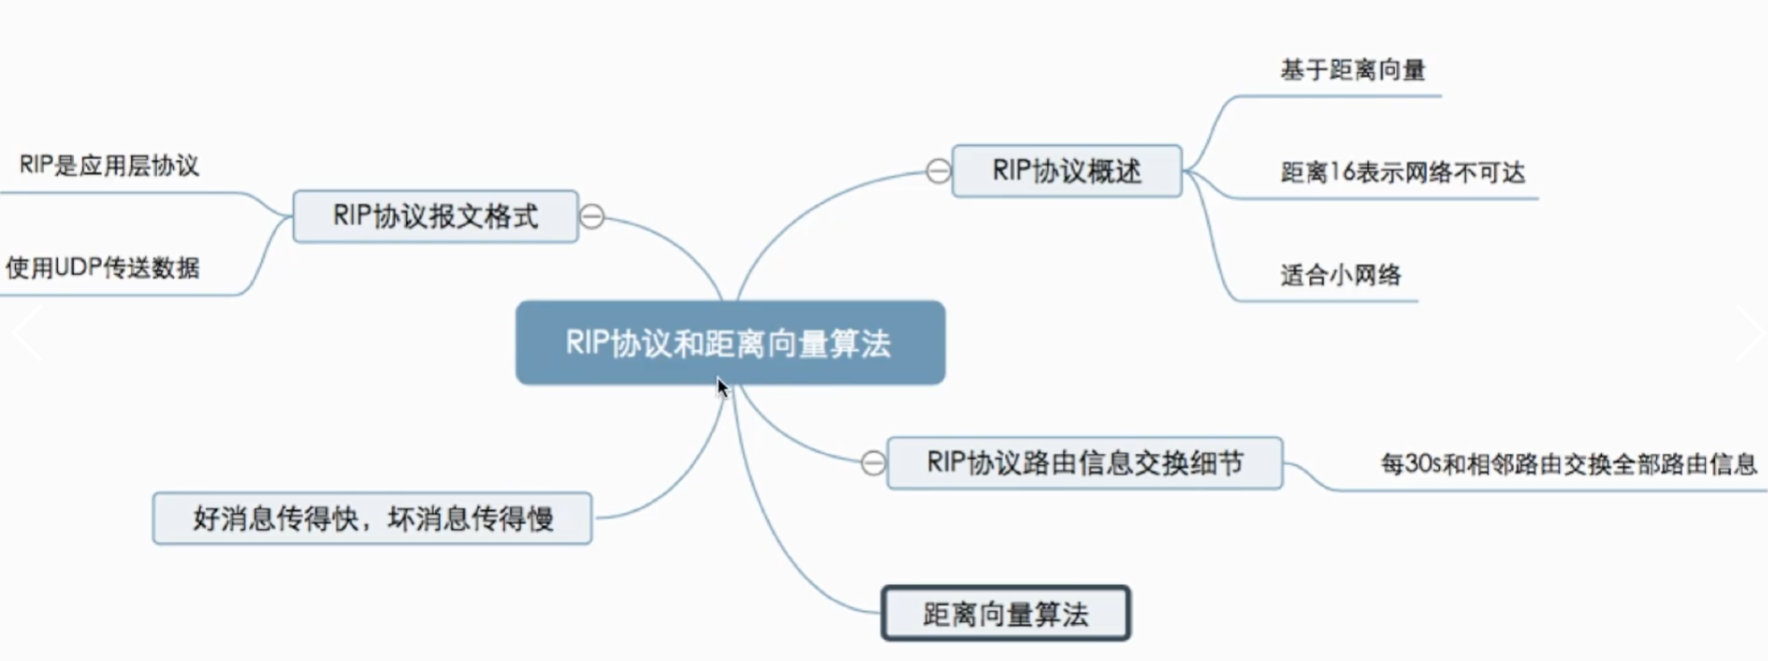 RIP协议和距离向量算法
RIP协议概述
基于距离向量
距离16表示网络不可达
适合小网络
RIP协议路由信息交换细节
每30s和相邻路由交换全部路由信息
距离向量算法
RIP协议报文格式
RIP是应用层协议
使用UDP传送数据
好消息传得快，坏消息传得慢